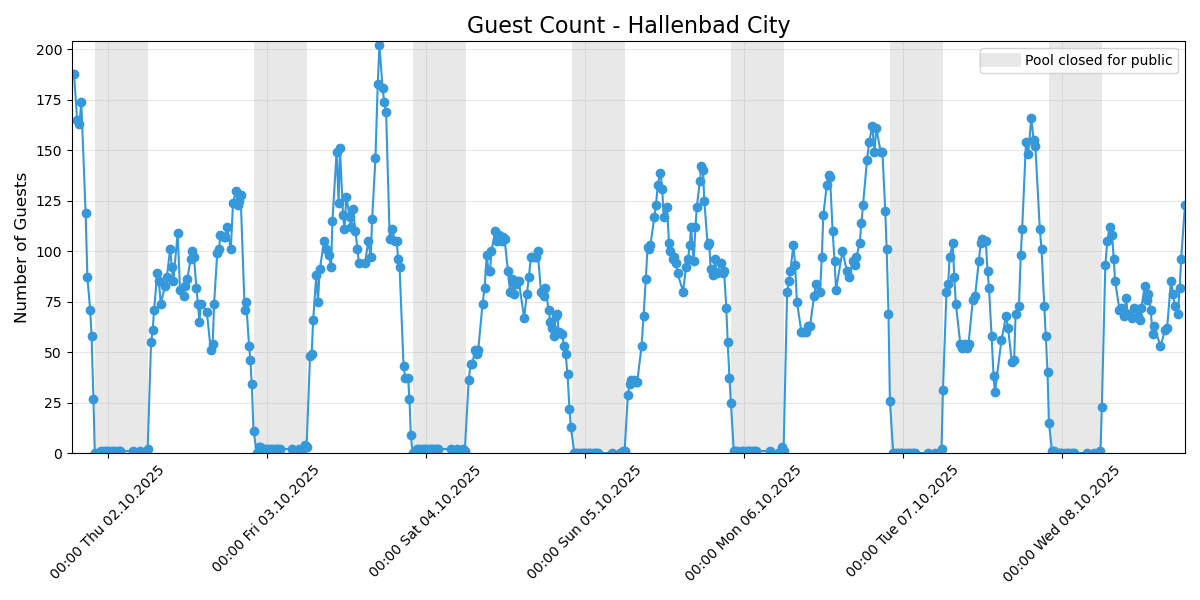 Guest Count - Hallenbad City
Pool closed for public
Number of Guests
200
175
150
125
100
75
50
25
0
00:00 Thu 02.10.2025
00:00 Fri 03.10.2025
00:00 Sat 04.10.2025
00:00 Sun 05.10.2025
00:00 Mon 06.10.2025
00:00 Tue 07.10.2025
00:00 Wed 08.10.2025